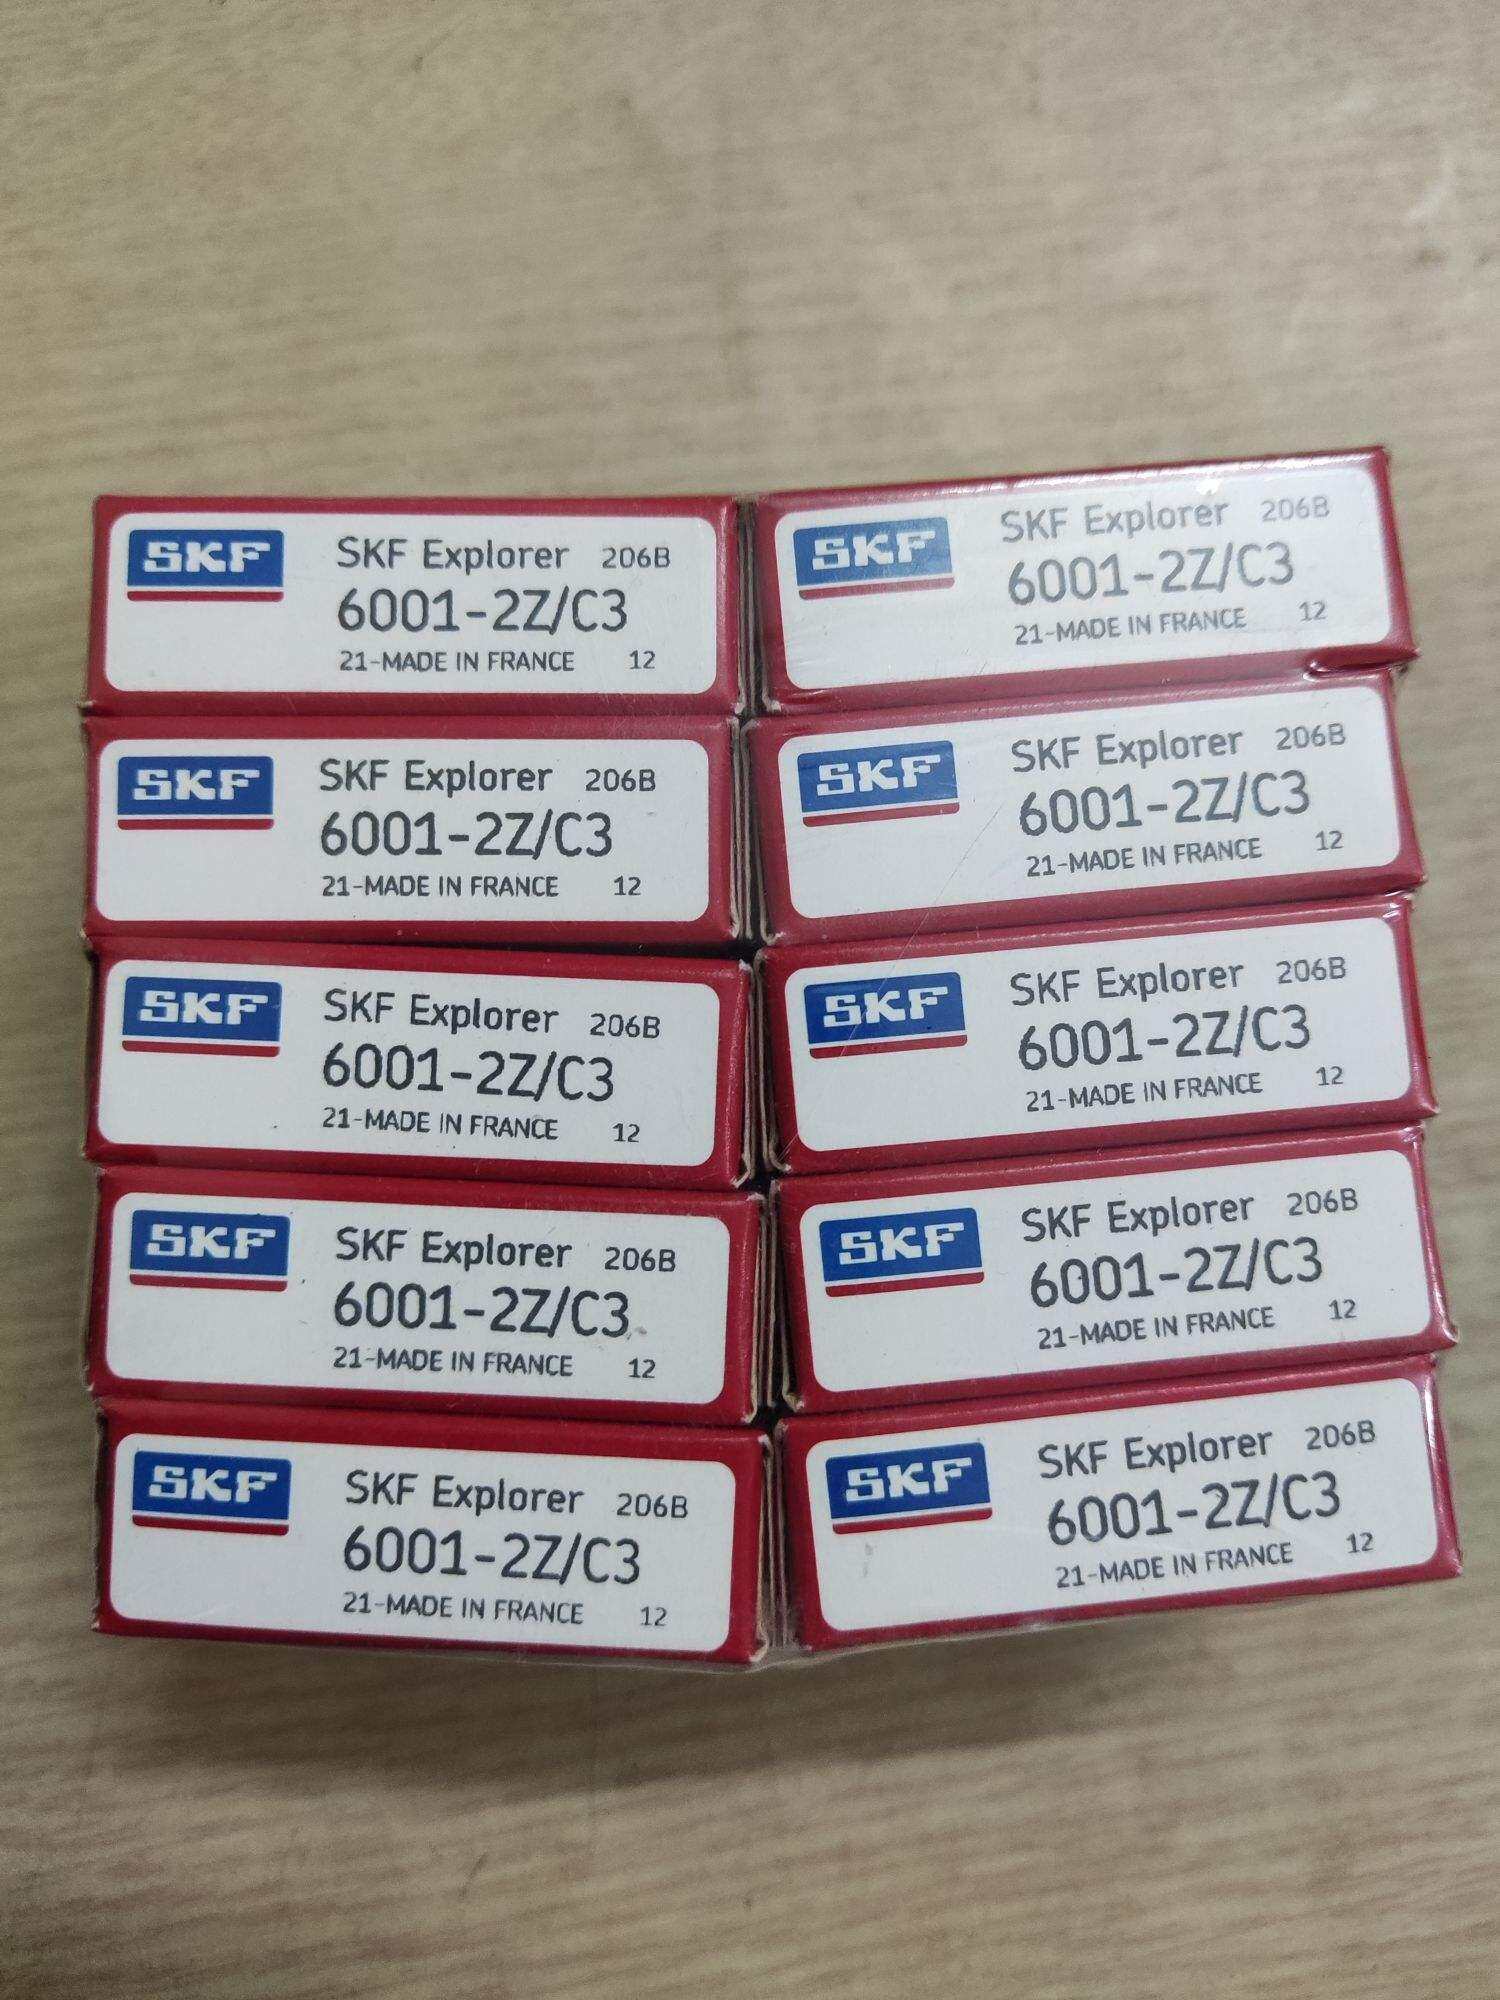 SKF
SKF Explorer 206B
6001-2Z/C3
21-MADE IN FRANCE 12
SKF
SKF Explorer 206B
6001-2Z/C3
21-MADE IN FRANCE 12
SKF
SKF Explorer 206B
6001-2Z/C3
21-MADE IN FRANCE 12
SKF
SKF Explorer 206B
6001-2Z/C3
21-MADE IN FRANCE 12
SKF
SKF Explorer 206B
6001-2Z/C3
21-MADE IN FRANCE 12
SKF
SKF Explorer 206B
6001-2Z/C3
21-MADE IN FRANCE 12
SKF
SKF Explorer 206B
6001-2Z/C3
21-MADE IN FRANCE 12
SKF
SKF Explorer 206B
6001-2Z/C3
21-MADE IN FRANCE 12
SKF
SKF Explorer 206B
6001-2Z/C3
21-MADE IN FRANCE 12
SKF
SKF Explorer 206B
6001-2Z/C3
21-MADE IN FRANCE 12